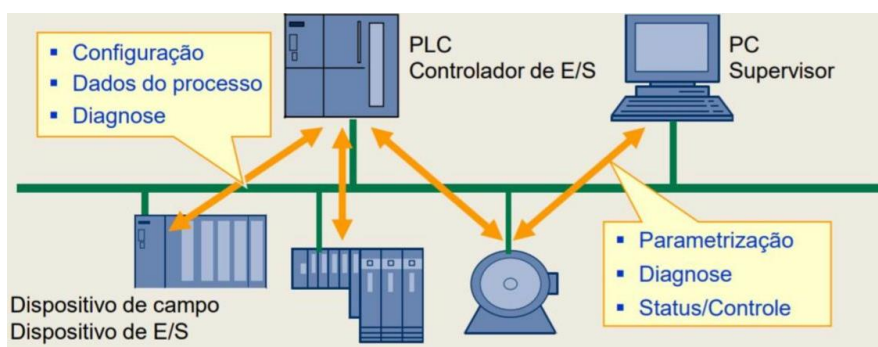 ▪ Configuração
▪ Dados do processo
▪ Diagnose
PLC
Controlador de E/S
PC
Supervisor
▪ Parametrização
▪ Diagnose
▪ Status/Controle
Dispositivo de campo
Dispositivo de E/S